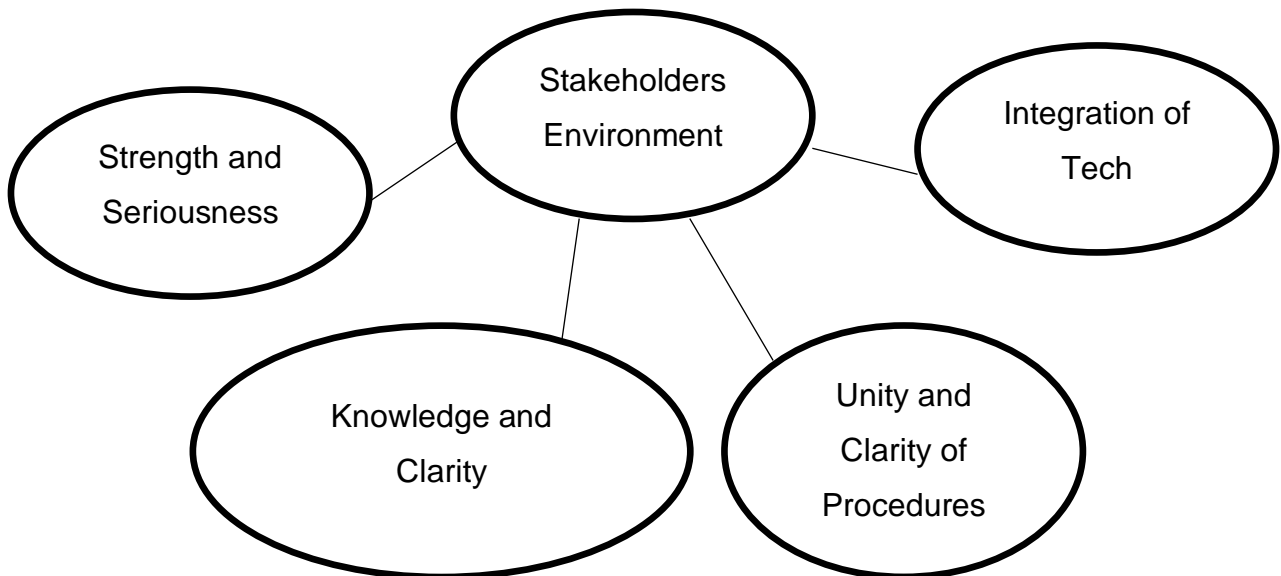 Stakeholders
Environment
Integration of
Tech
Strength and
Seriousness
Knowledge and
Clarity
Unity and
Clarity of
Procedures